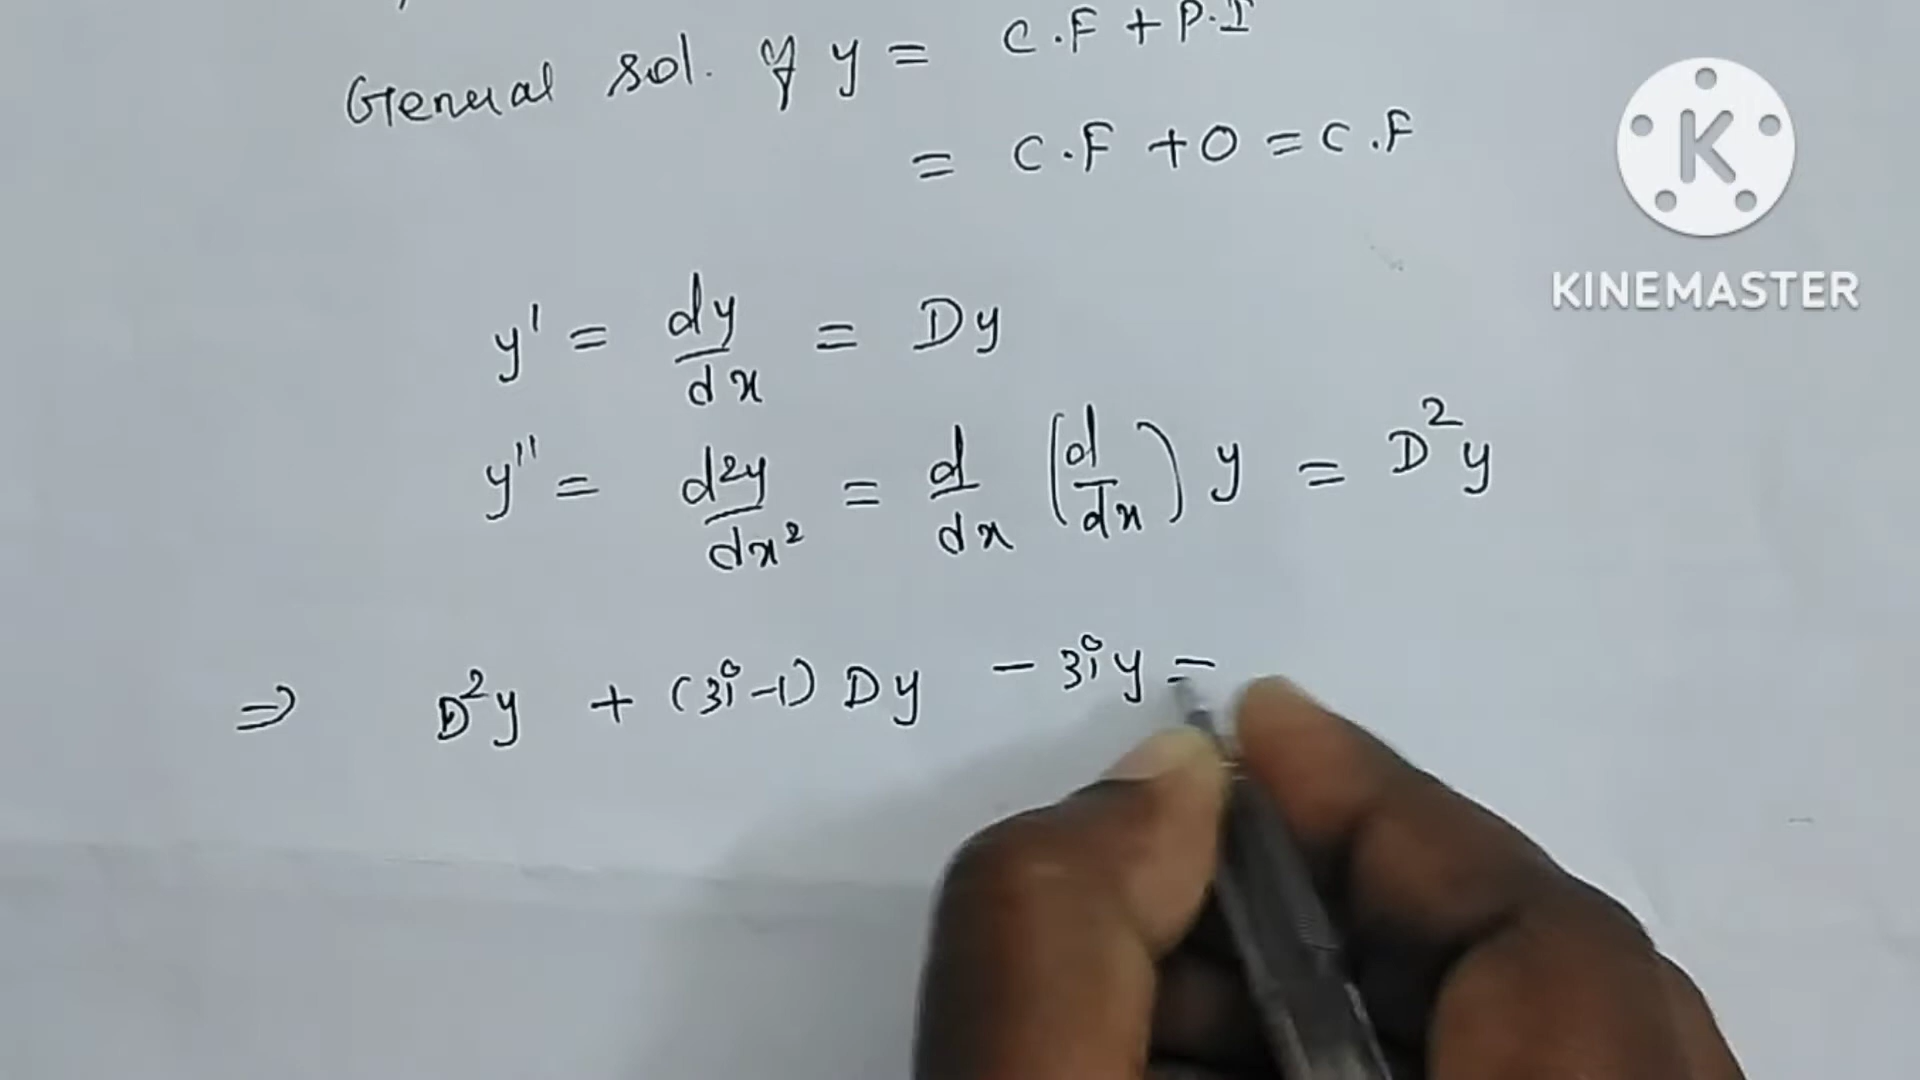 General sol. of y = C.F + P.I
= C.F + 0 = C.F
K
KINEMASTER
y' = dy/dx = Dy
y'' = d²y/dx² = d/dx (d/dx) y = D²y
⇒ D²y + (3i-1) Dy - 3iy =